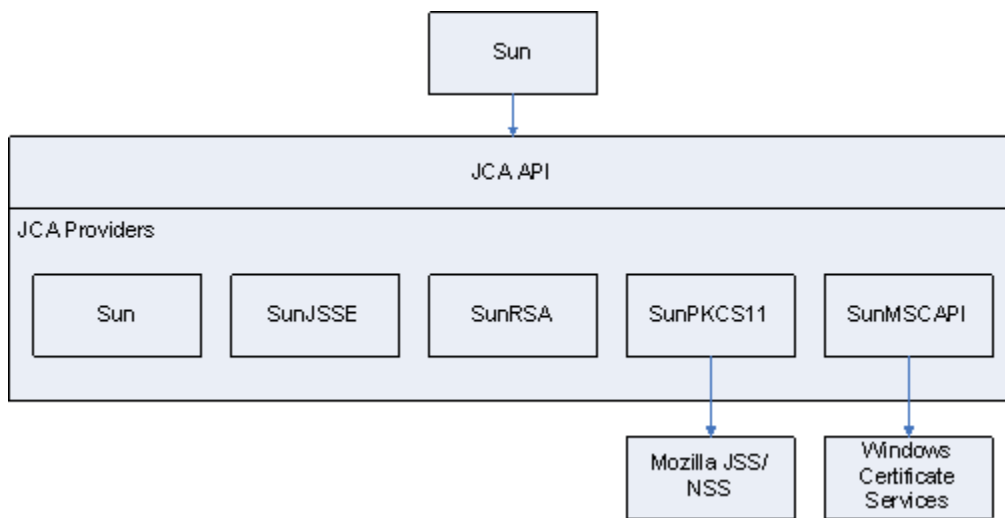 Sun
JCA API
JCA Providers
Sun
SunJSSE
SunRSA
SunPKCS11
SunMSCAPI
Mozilla JSS/
NSS
Windows
Certificate
Services